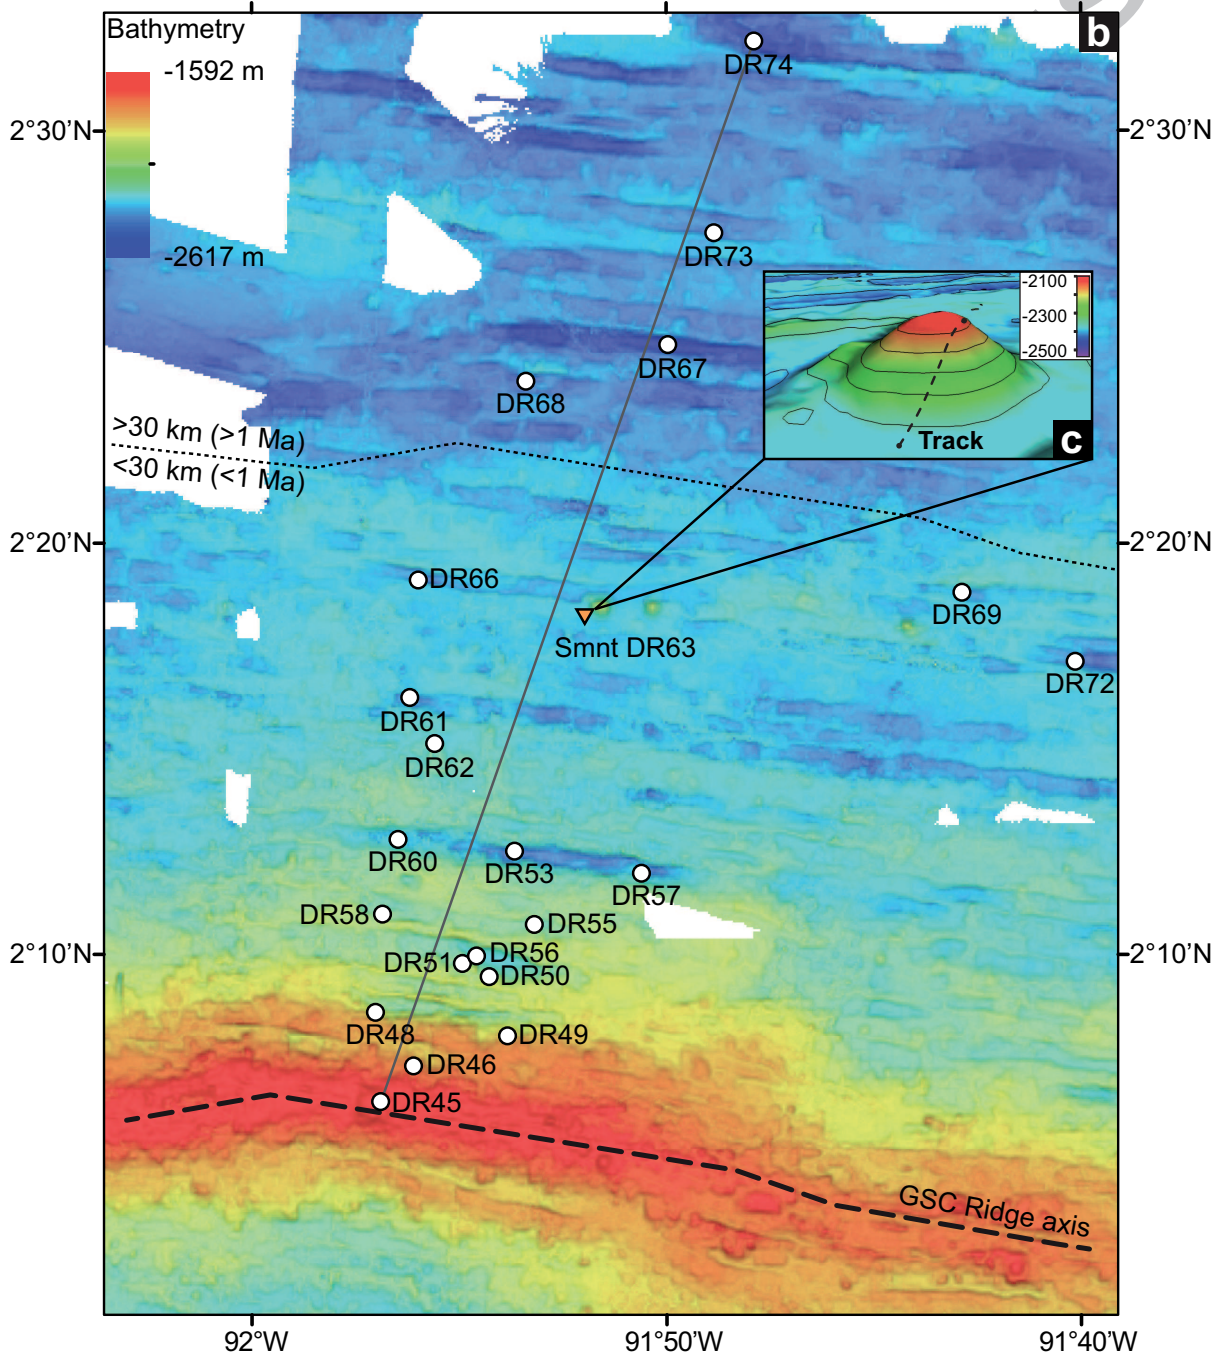 Bathymetry
b
-1592 m
-2617 m
DR74
2°30’N
2°30’N
DR73
-2100
-2300
-2500
Track
c
DR67
DR68
>30 km (>1 Ma)
<30 km (<1 Ma)
2°20’N
2°20’N
DR66
DR69
Smnt DR63
DR72
DR61
DR62
DR60
DR53
DR57
DR58
DR55
DR56
DR51
DR50
2°10’N
2°10’N
DR48
DR49
DR46
DR45
GSC Ridge axis
92°W
91°50’W
91°40’W